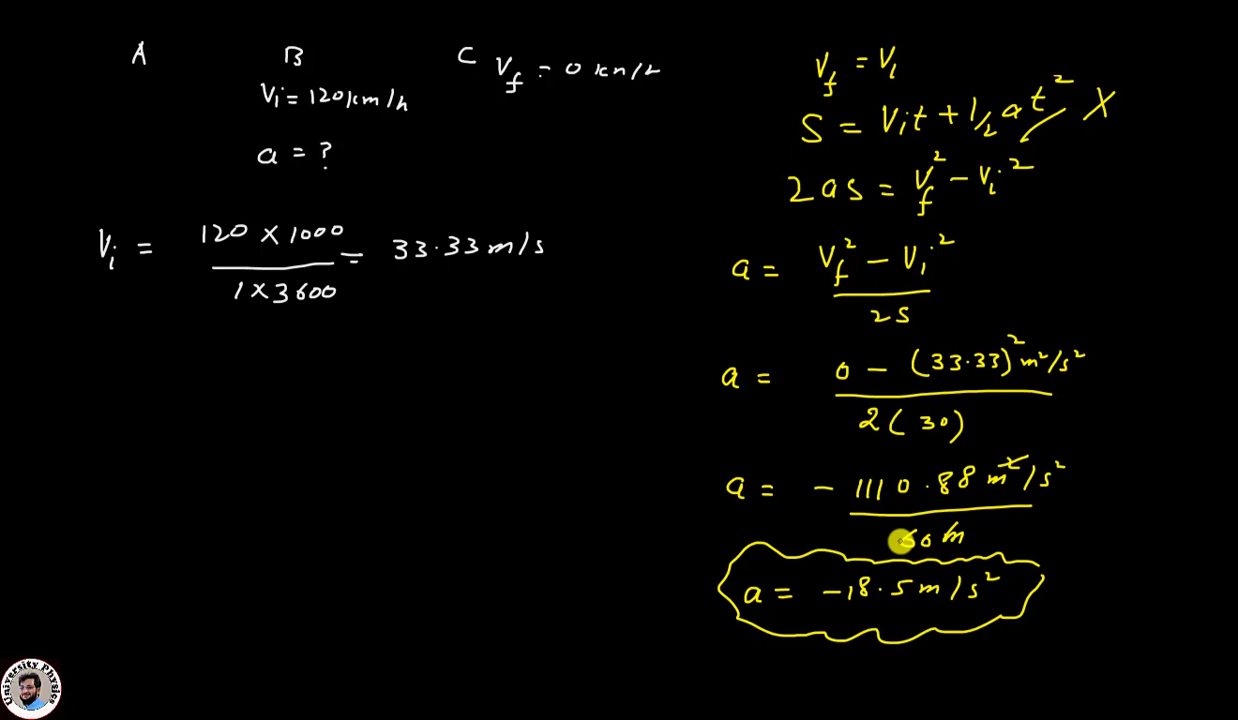 A B C Vf = 0 km/h
Vi = 120 km/h
a = ?
Vi = 120 × 1000 / 1 × 3600 = 33.33 m/s
Vf = Vi
S = Vit + 1/2 at² X
2as = Vf² - Vi²
a = Vf² - Vi² / 2s
a = 0 - (33.33)² m²/s² / 2(30)
a = - 1110.88 m²/s² / 60 m
a = -18.5 m/s²
University Physics